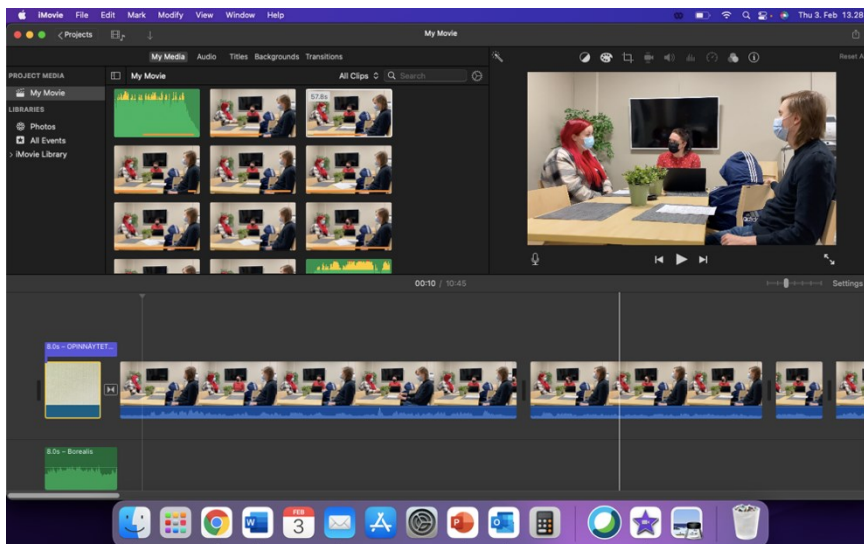 iMovie File Edit Mark Modify View Window Help Thu 3. Feb 13.28
Projects My Movie
My Media Audio Titles Backgrounds Transitions
Reset A
PROJECT MEDIA My Movie All Clips Search
My Movie
LIBRARIES
Photos
All Events
iMovie Library
57.8s
00:10 / 10:45 Settings
8.0s – OPINNÄYTET...
8.0s – Borealis
FEB
3